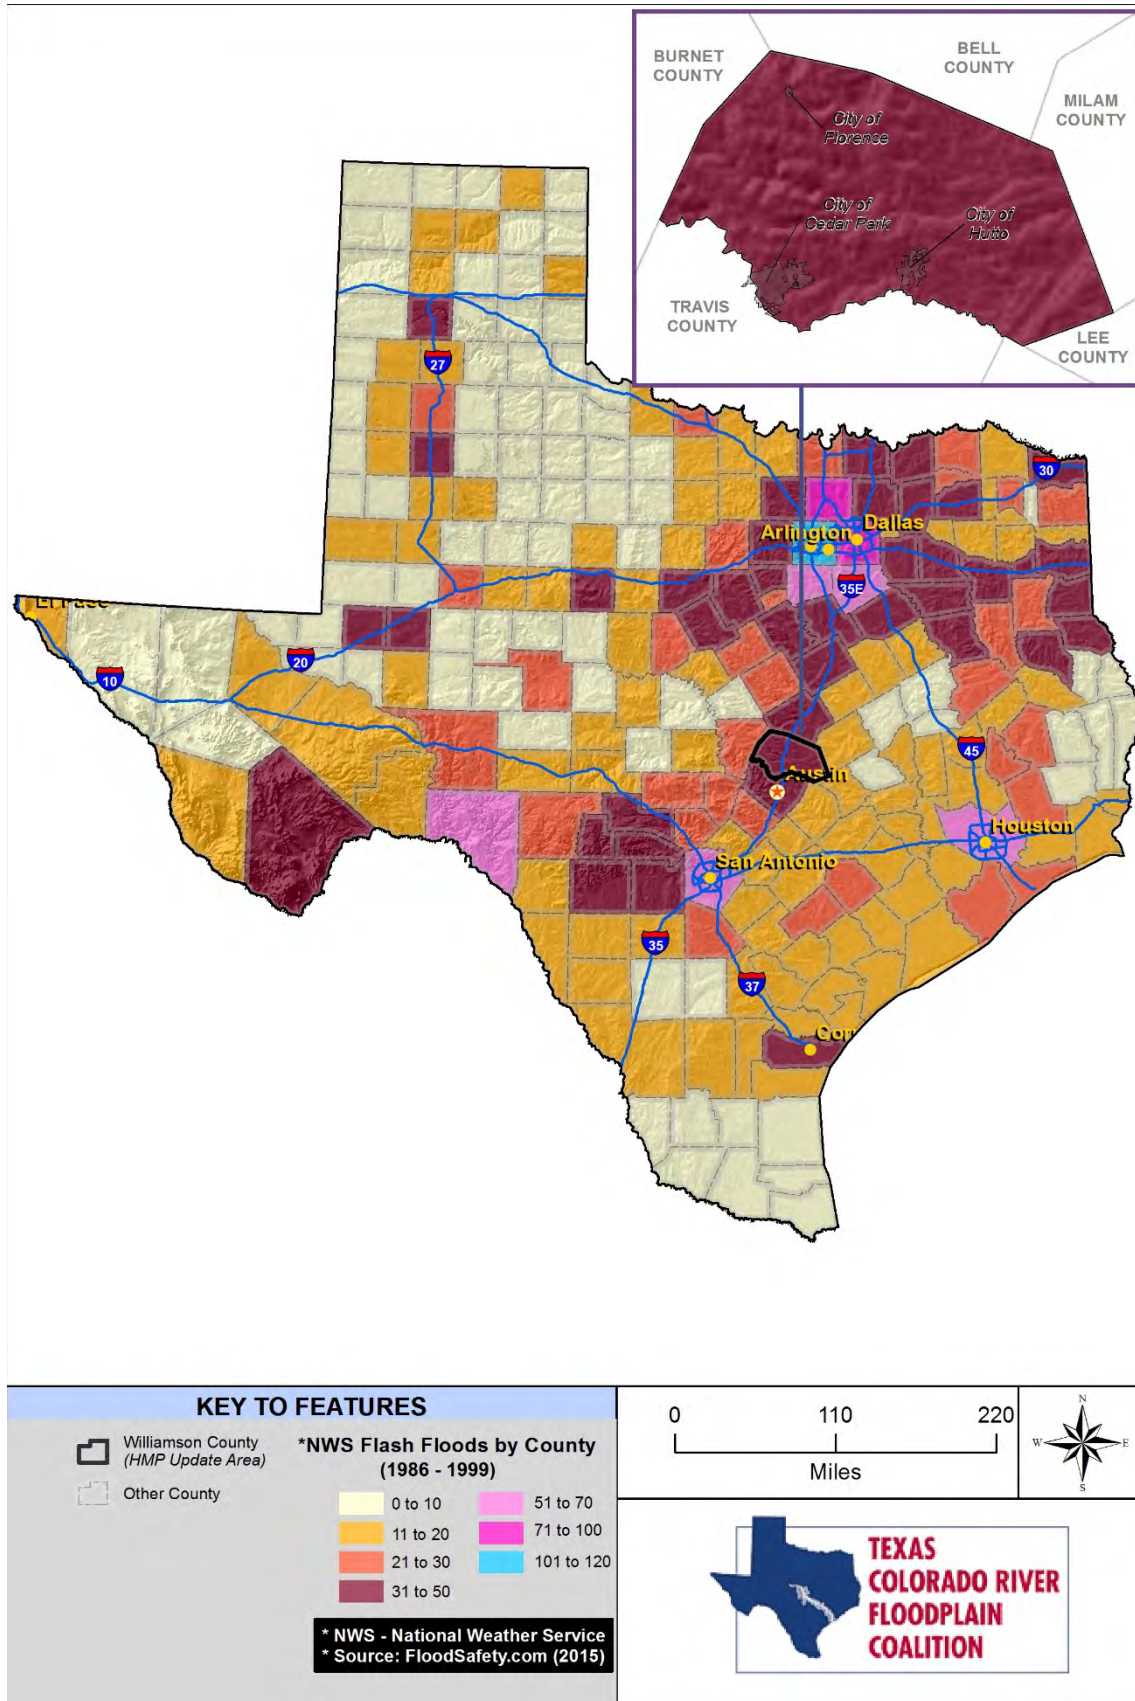 BURNET
COUNTY
BELL
COUNTY
MILAM
COUNTY
City of
Florence
City of
Cedar Park
City of
Hutto
TRAVIS
COUNTY
LEE
COUNTY
27
30
Arlington
Dallas
35E
El Paso
20
10
45
Austin
Houston
San Antonio
35
37
Cor
KEY TO FEATURES
Williamson County
(HMP Update Area)
Other County
*NWS Flash Floods by County
(1986 - 1999)
0 to 10
11 to 20
21 to 30
31 to 50
51 to 70
71 to 100
101 to 120
* NWS - National Weather Service
* Source: FloodSafety.com (2015)
0 110 220
Miles
N
W E
S
TEXAS
COLORADO RIVER
FLOODPLAIN
COALITION